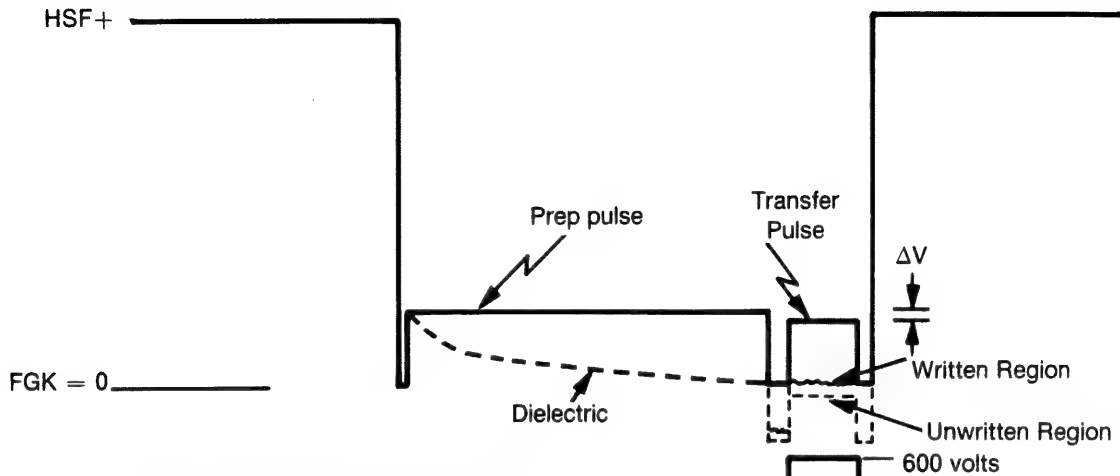 HSF+
Transfer
Pulse
Prep pulse
ΔV
FGK = 0
Written Region
Dielectric
Unwritten Region
600 volts